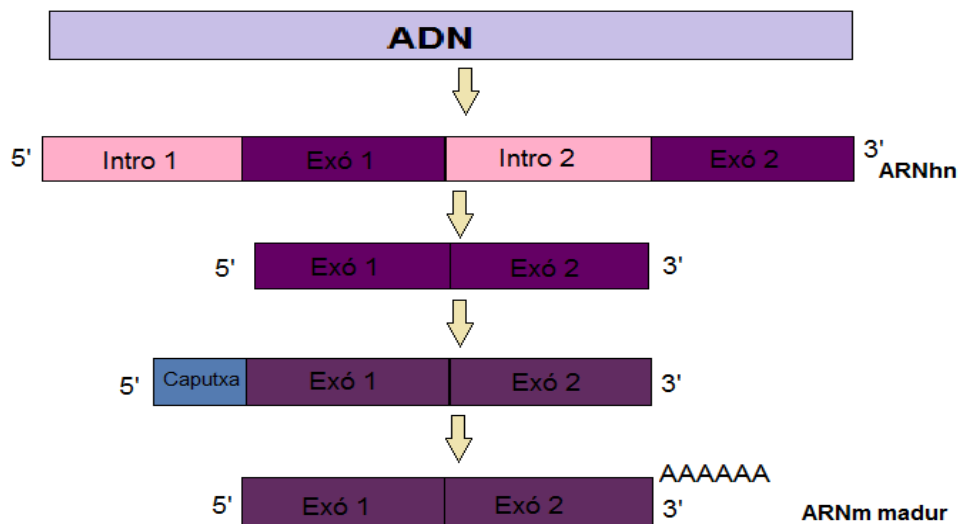 ADN
5' Intro 1 Exó 1 Intro 2 Exó 2 3'
ARNhn
5' Exó 1 Exó 2 3'
5' Caputxa Exó 1 Exó 2 3'
AAAAAA
5' Exó 1 Exó 2 3'
ARNm madur